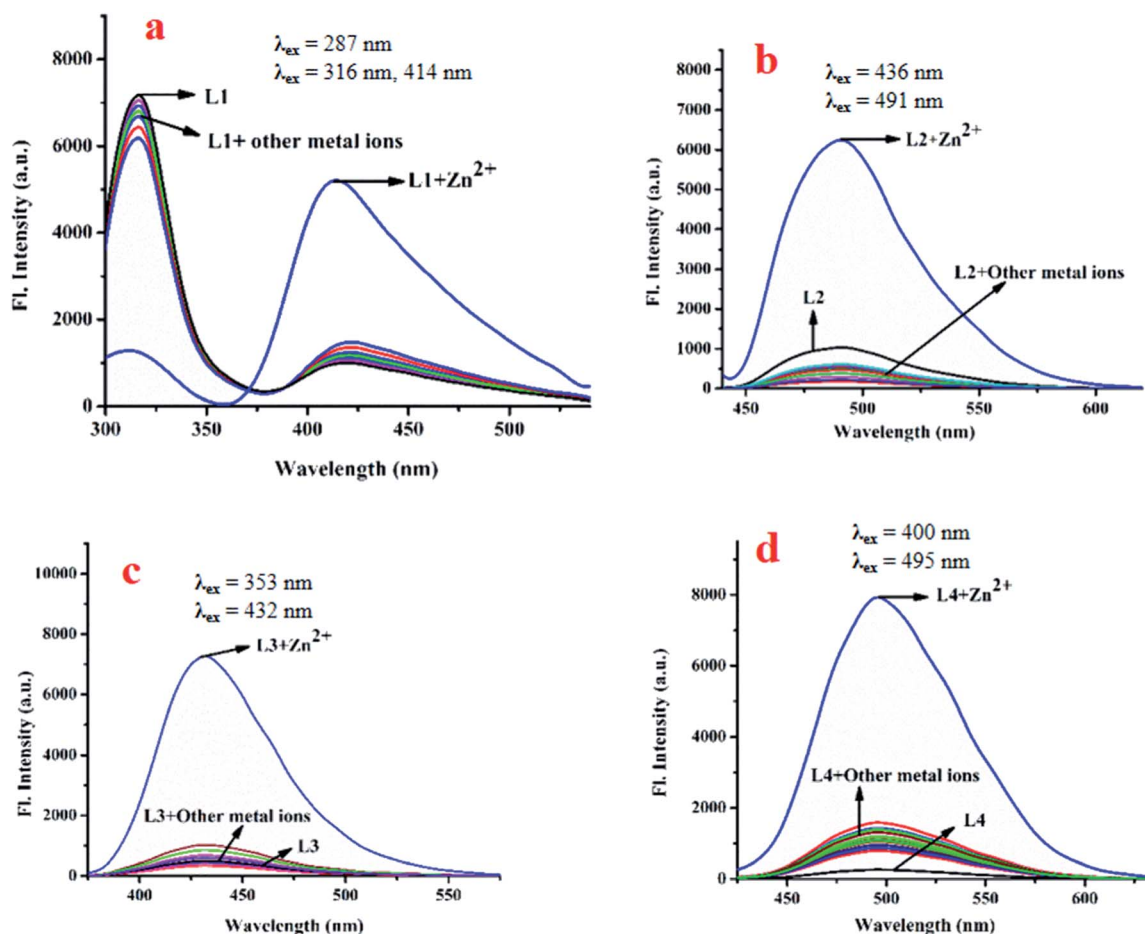 a
λex = 287 nm
λex = 316 nm, 414 nm
8000
6000
4000
2000
0
Fl. Intensity (a.u.)
L1
L1+ other metal ions
L1+Zn2+
300
350
400
450
500
Wavelength (nm)
b
λex = 436 nm
λex = 491 nm
8000
7000
6000
5000
4000
3000
2000
1000
0
Fl. Intensity (a.u.)
L2+Zn2+
L2+Other metal ions
L2
450
500
550
600
Wavelength (nm)
c
λex = 353 nm
λex = 432 nm
10000
8000
6000
4000
2000
0
Fl. Intensity (a.u.)
L3+Zn2+
L3+Other metal ions
L3
400
450
500
550
Wavelength (nm)
d
λex = 400 nm
λex = 495 nm
8000
6000
4000
2000
0
Fl. Intensity (a.u.)
L4+Zn2+
L4+Other metal ions
L4
450
500
550
600
Wavelength (nm)